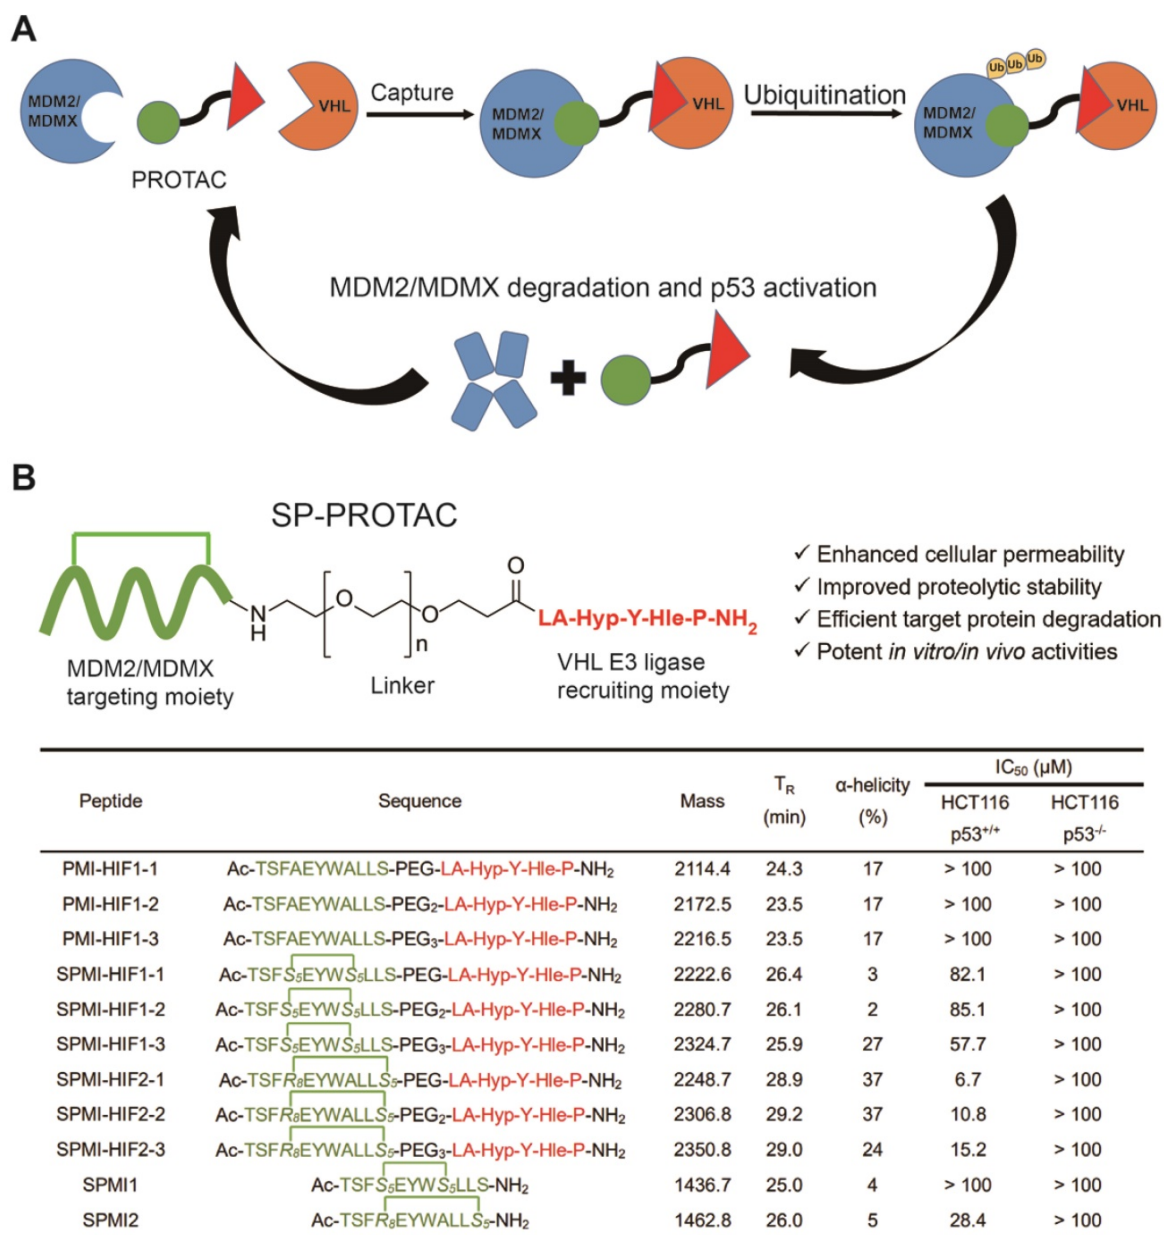 A
MDM2/
MDMX
VHL
PROTAC
Capture
MDM2/
MDMX
VHL
Ubiquitination
Ub Ub Ub
MDM2/
MDMX
VHL
MDM2/MDMX degradation and p53 activation
B
SP-PROTAC
N
H
O
n
O
O
LA-Hyp-Y-Hle-P-NH2
MDM2/MDMX
targeting moiety
Linker
VHL E3 ligase
recruiting moiety
✓ Enhanced cellular permeability
✓ Improved proteolytic stability
✓ Efficient target protein degradation
✓ Potent in vitro/in vivo activities
Peptide Sequence Mass TR (min) α-helicity (%) IC50 (μM)
HCT116 p53+/+ HCT116 p53-/-
PMI-HIF1-1 Ac-TSFAEYWALLS-PEG-LA-Hyp-Y-Hle-P-NH2 2114.4 24.3 17 > 100 > 100
PMI-HIF1-2 Ac-TSFAEYWALLS-PEG2-LA-Hyp-Y-Hle-P-NH2 2172.5 23.5 17 > 100 > 100
PMI-HIF1-3 Ac-TSFAEYWALLS-PEG3-LA-Hyp-Y-Hle-P-NH2 2216.5 23.5 17 > 100 > 100
SPMI-HIF1-1 Ac-TSFS5EYWS5LLS-PEG-LA-Hyp-Y-Hle-P-NH2 2222.6 26.4 3 82.1 > 100
SPMI-HIF1-2 Ac-TSFS5EYWS5LLS-PEG2-LA-Hyp-Y-Hle-P-NH2 2280.7 26.1 2 85.1 > 100
SPMI-HIF1-3 Ac-TSFS5EYWS5LLS-PEG3-LA-Hyp-Y-Hle-P-NH2 2324.7 25.9 27 57.7 > 100
SPMI-HIF2-1 Ac-TSFR8EYWALLS5-PEG-LA-Hyp-Y-Hle-P-NH2 2248.7 28.9 37 6.7 > 100
SPMI-HIF2-2 Ac-TSFR8EYWALLS5-PEG2-LA-Hyp-Y-Hle-P-NH2 2306.8 29.2 37 10.8 > 100
SPMI-HIF2-3 Ac-TSFR8EYWALLS5-PEG3-LA-Hyp-Y-Hle-P-NH2 2350.8 29.0 24 15.2 > 100
SPMI1 Ac-TSFS5EYWS5LLS-NH2 1436.7 25.0 4 > 100 > 100
SPMI2 Ac-TSFR8EYWALLS5-NH2 1462.8 26.0 5 28.4 > 100